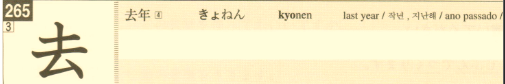 265
3
去
去年 4 きょねん kyonen last year / 작년 , 지난해 / ano passado /